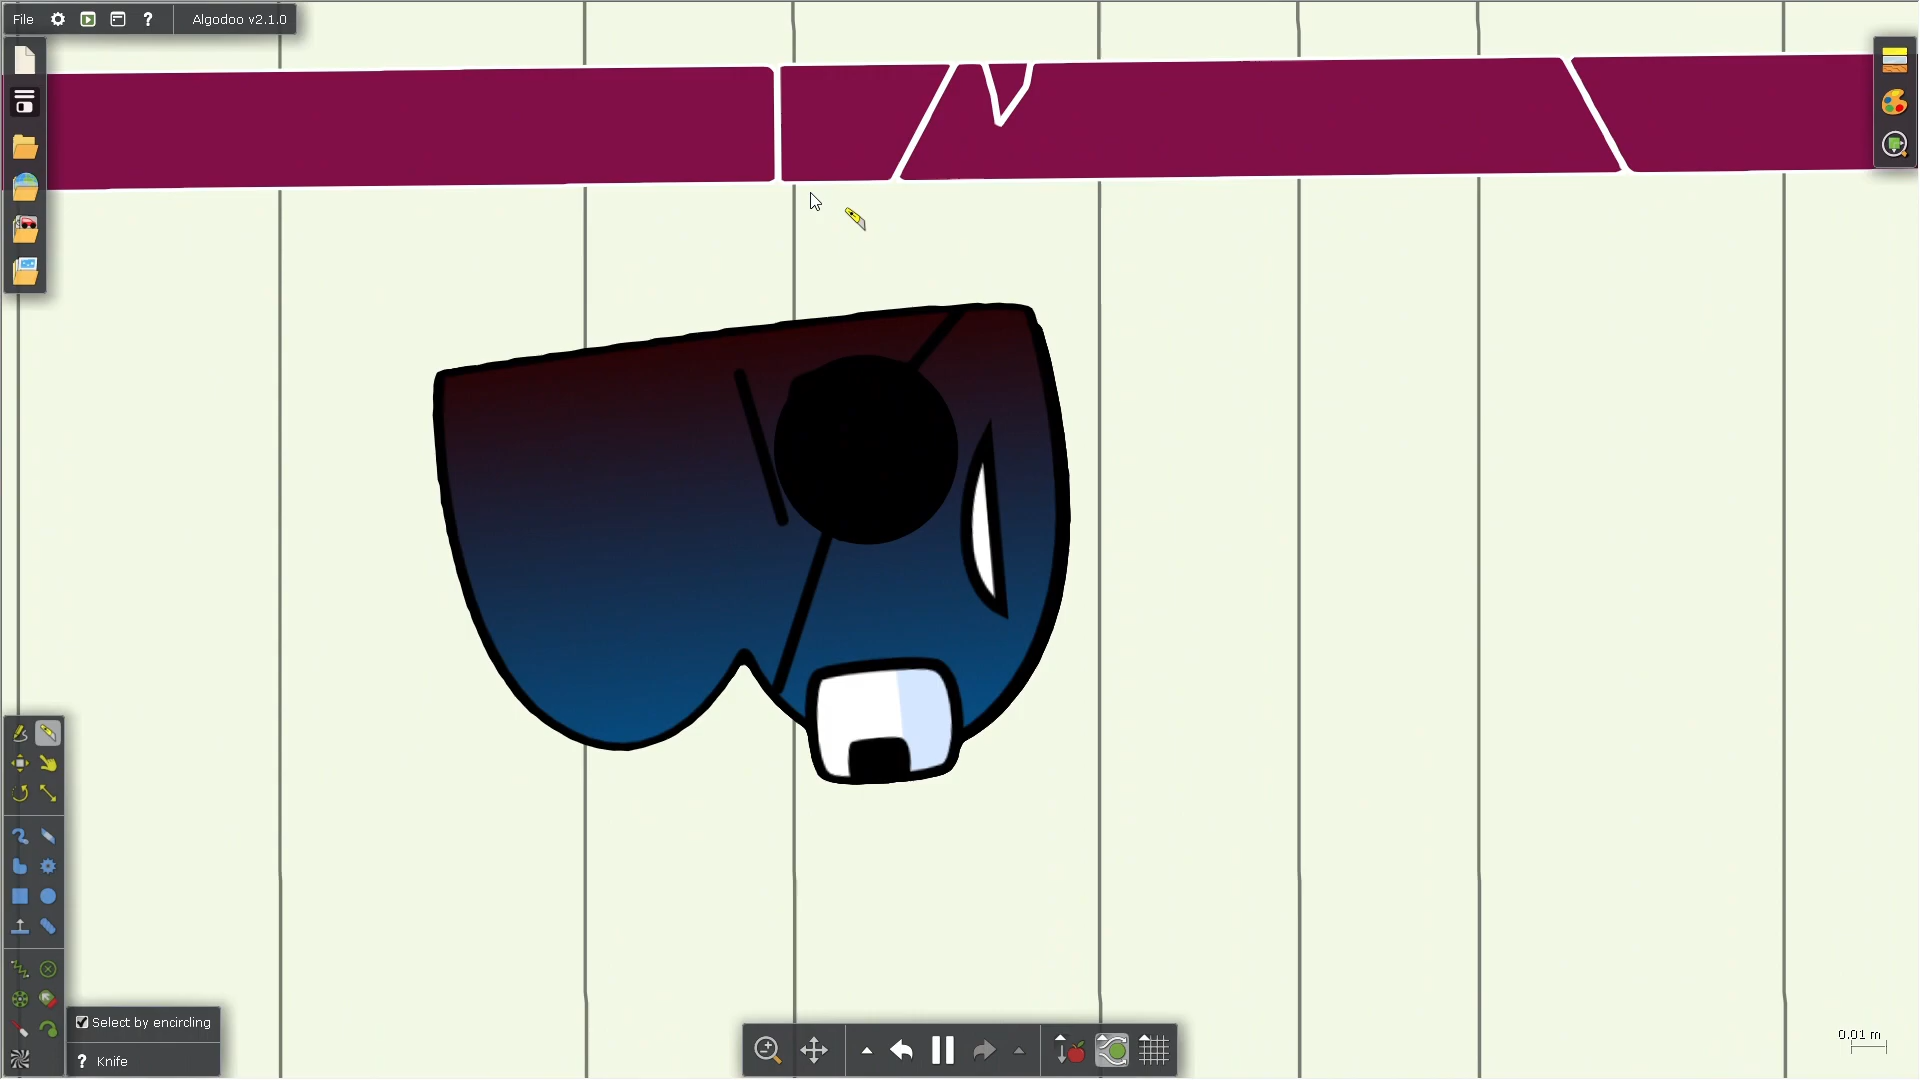 File
?
Algodoo v2.1.0
Select by encircling
? Knife
0.01 m